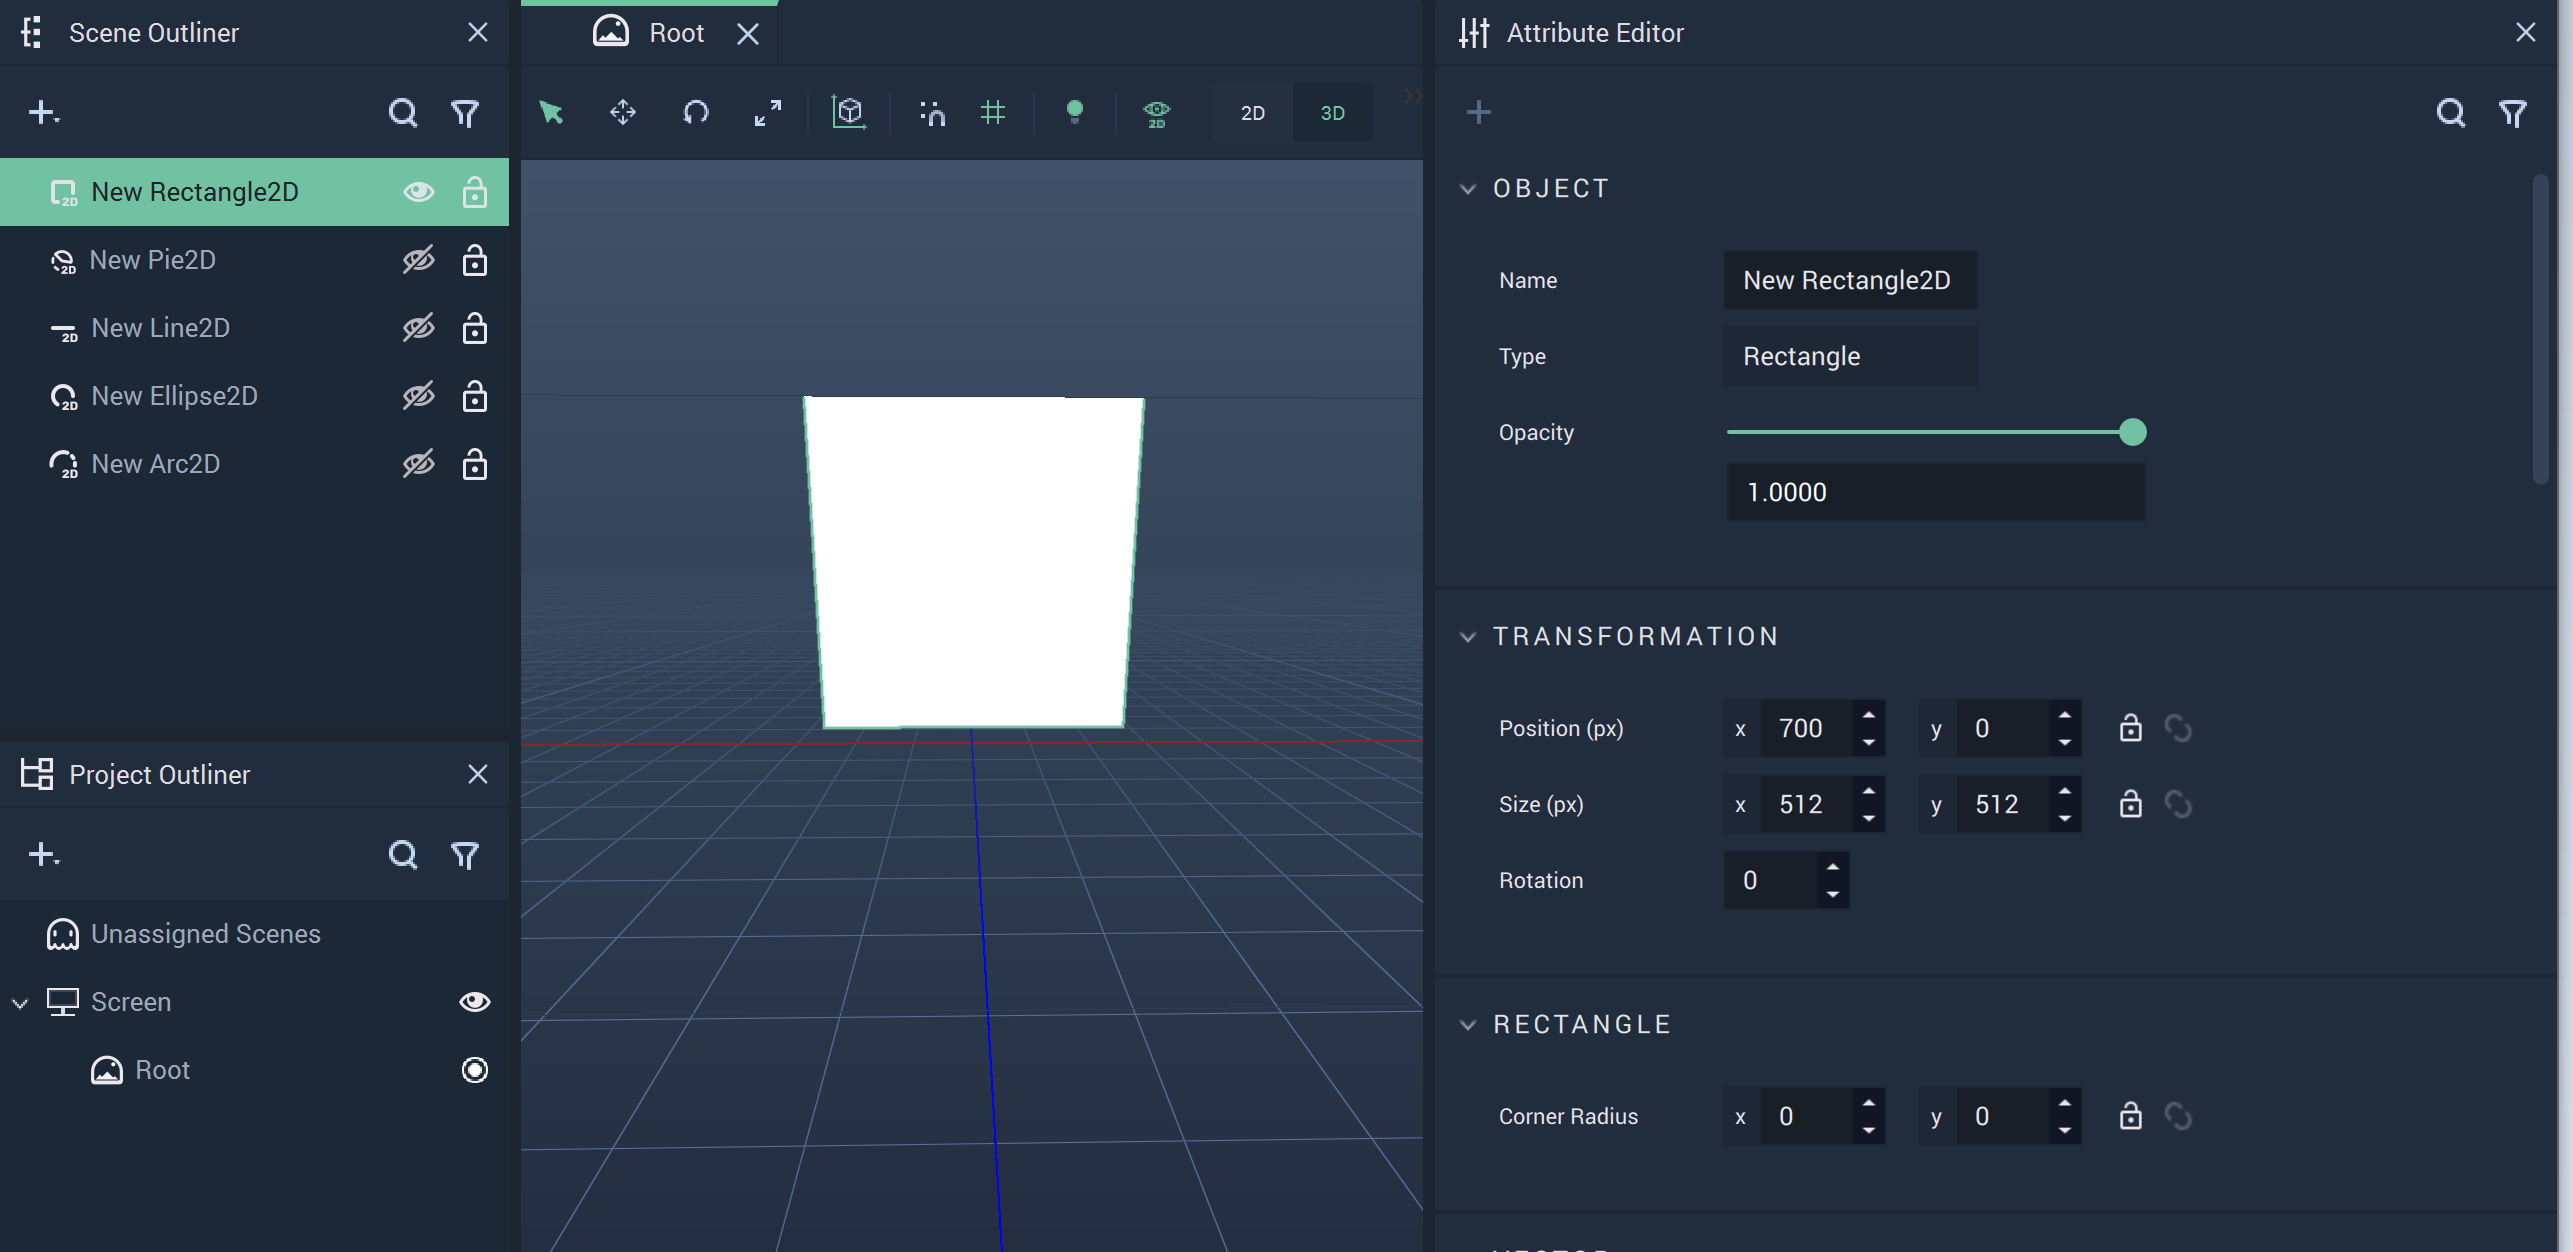 Scene Outliner
New Rectangle2D
New Pie2D
New Line2D
New Ellipse2D
New Arc2D
Project Outliner
Unassigned Scenes
Screen
Root
Root
2D
2D 3D
Attribute Editor
OBJECT
Name New Rectangle2D
Type Rectangle
Opacity
1.0000
TRANSFORMATION
Position (px) x 700 y 0
Size (px) x 512 y 512
Rotation 0
RECTANGLE
Corner Radius x 0 y 0